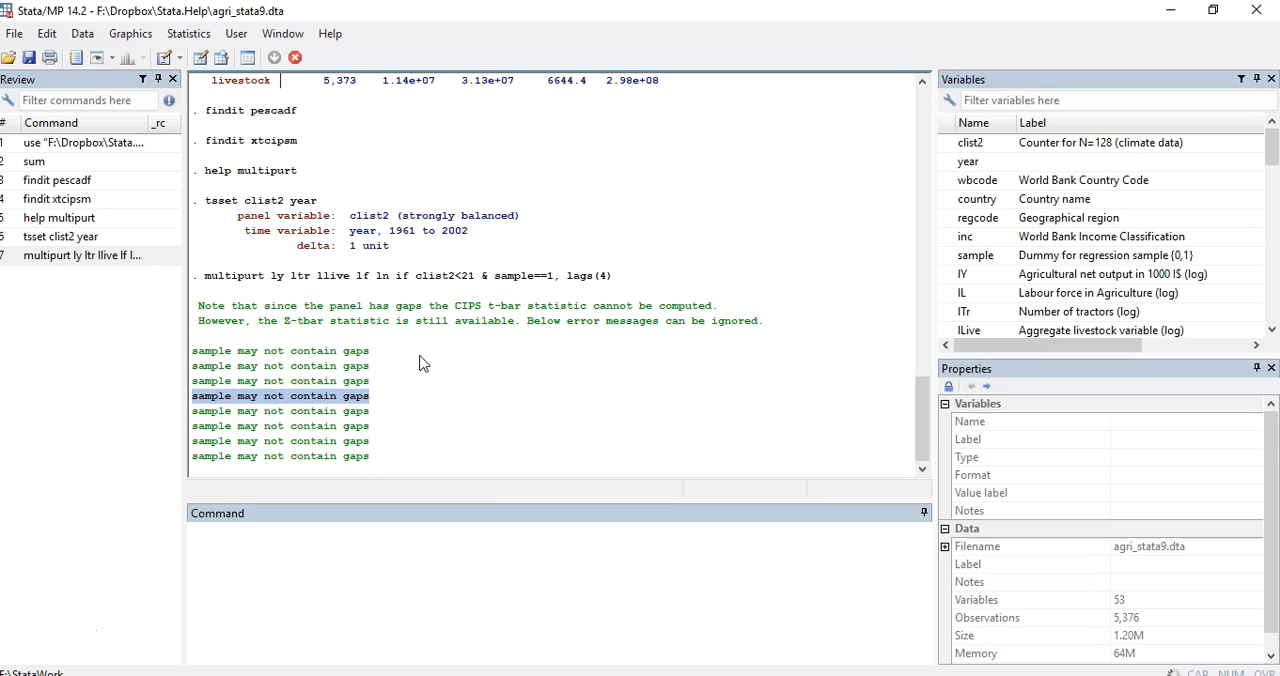 Stata/MP 14.2 - F:\Dropbox\Stata.Help\agri_stata9.dta
File Edit Data Graphics Statistics User Window Help
Review
Filter commands here
# Command _rc
1 use "F:\Dropbox\Stata....
2 sum
3 findit pescadf
4 findit xtcipsm
5 help multipurt
6 tsset clist2 year
7 multipurt ly ltr llive lf l...
livestock | 5,373 1.14e+07 3.13e+07 6644.4 2.98e+08
. findit pescadf
. findit xtcipsm
. help multipurt
. tsset clist2 year
panel variable: clist2 (strongly balanced)
time variable: year, 1961 to 2002
delta: 1 unit
. multipurt ly ltr llive lf ln if clist2<21 & sample==1, lags(4)
Note that since the panel has gaps the CIPS t-bar statistic cannot be computed.
However, the Z-tbar statistic is still available. Below error messages can be ignored.
sample may not contain gaps
sample may not contain gaps
sample may not contain gaps
sample may not contain gaps
sample may not contain gaps
sample may not contain gaps
sample may not contain gaps
sample may not contain gaps
Command
Variables
Filter variables here
Name Label
clist2 Counter for N=128 (climate data)
year
wbcode World Bank Country Code
country Country name
regcode Geographical region
inc World Bank Income Classification
sample Dummy for regression sample {0,1}
lY Agricultural net output in 1000 I$ (log)
lL Labour force in Agriculture (log)
lTr Number of tractors (log)
lLive Aggregate livestock variable (log)
Properties
Variables
Name
Label
Type
Format
Value label
Notes
Data
Filename agri_stata9.dta
Label
Notes
Variables 53
Observations 5,376
Size 1.20M
Memory 64M
F:\StataWork
CAP NUM OVR